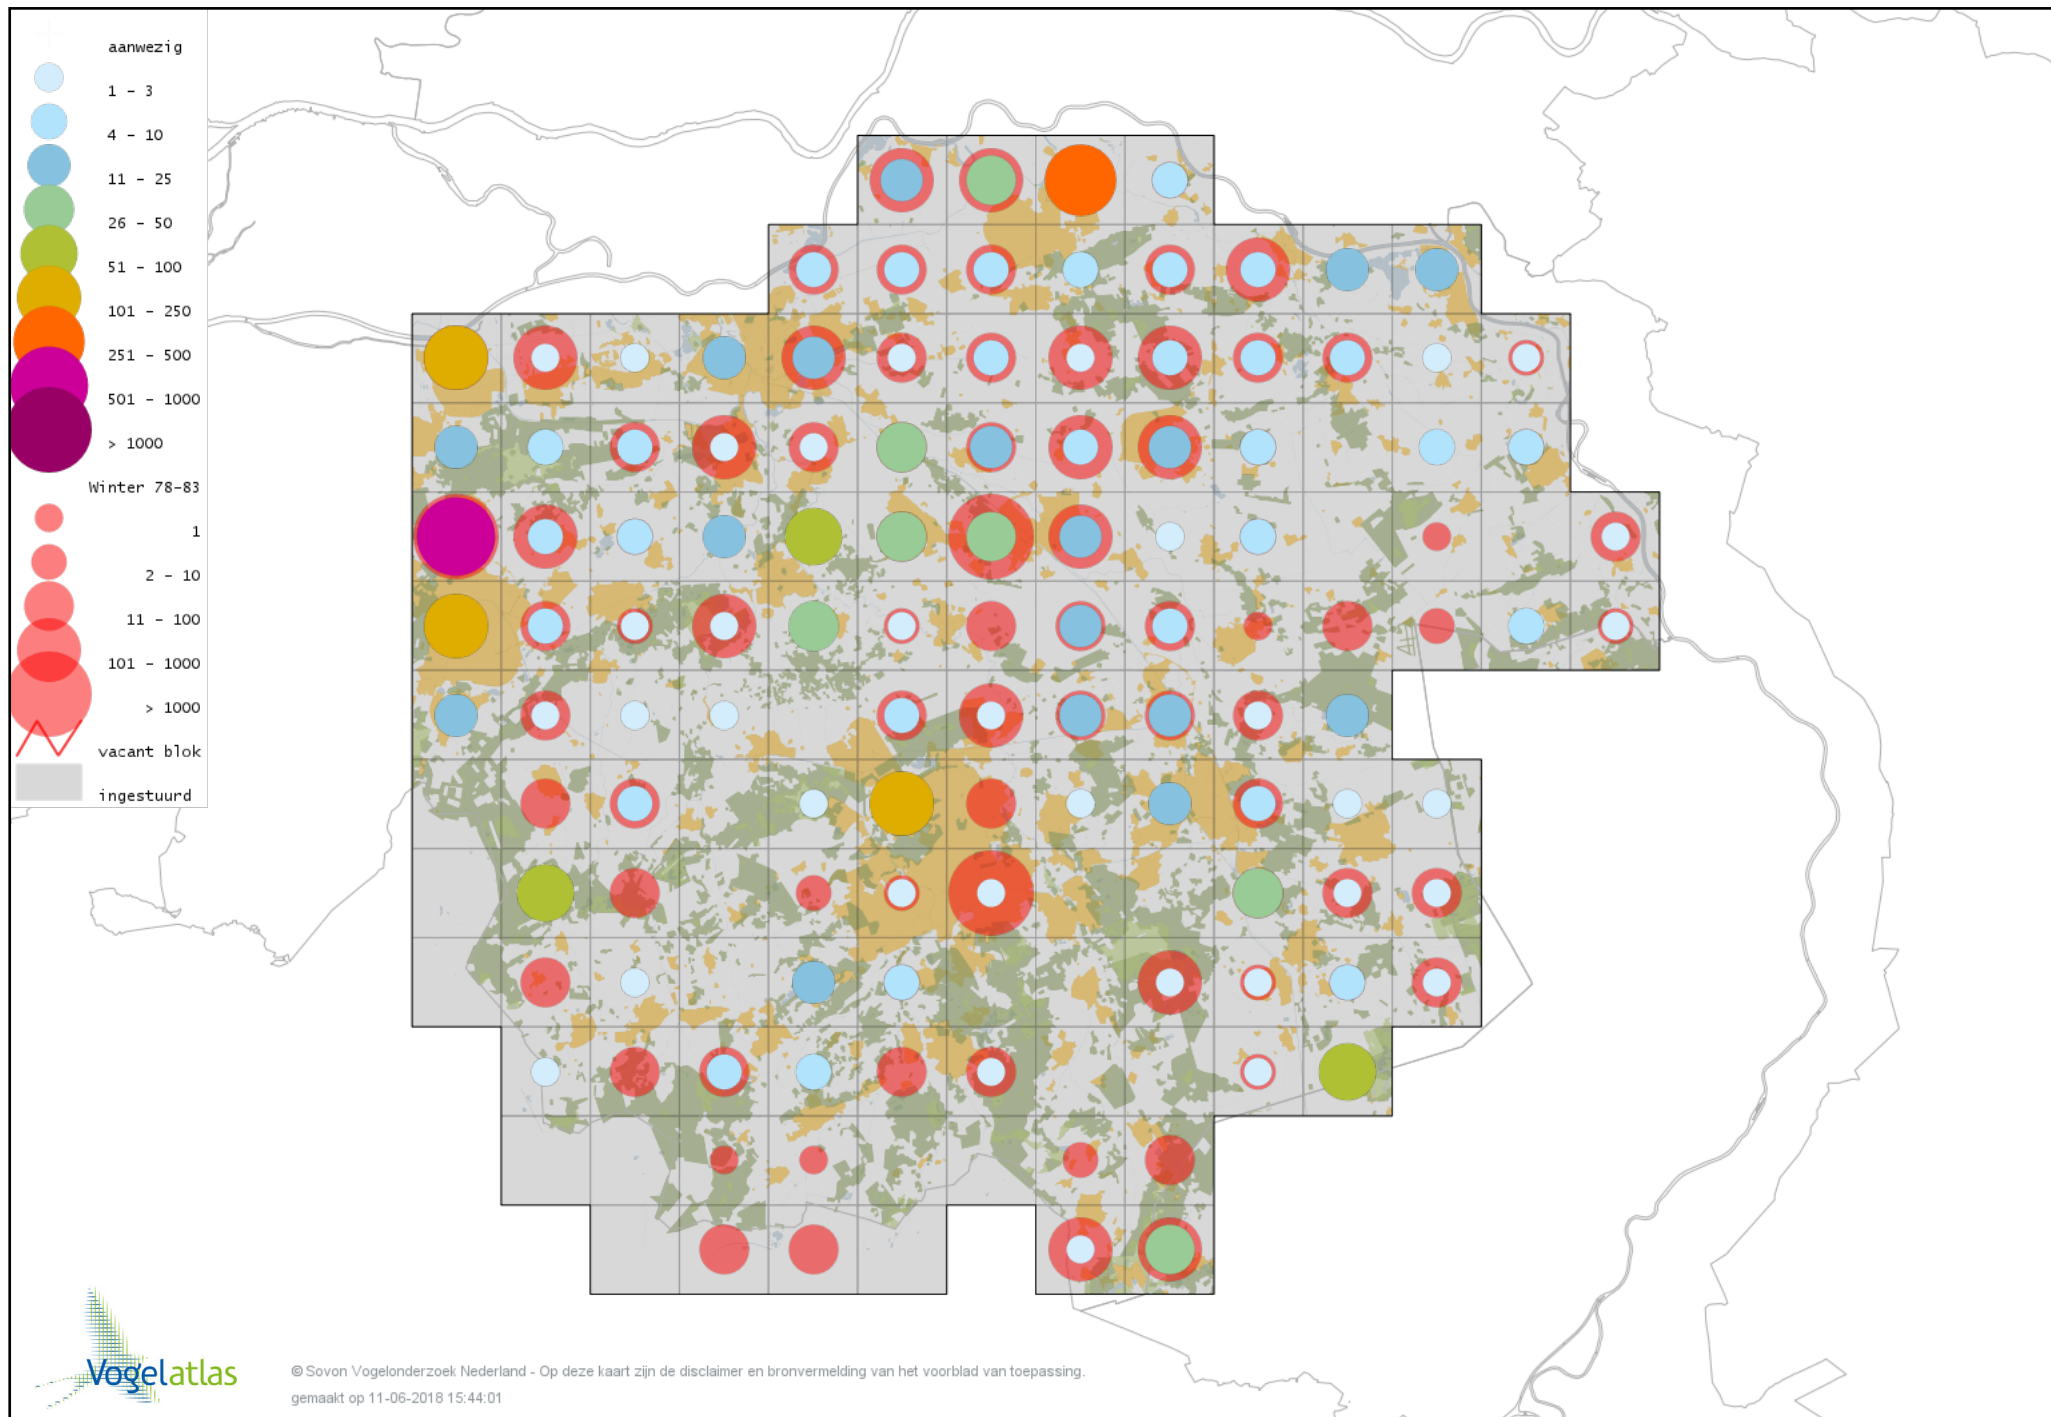 aanwezig
1 - 3
4 - 10
11 - 25
26 - 50
51 - 100
101 - 250
251 - 500
501 - 1000
> 1000
Winter 78-83
1
2 - 10
11 - 100
101 - 1000
> 1000
vacant blok
ingestuurd
Vogelatlas
© Sovon Vogelonderzoek Nederland - Op deze kaart zijn de disclaimer en bronvermelding van het voorblad van toepassing.
gemaakt op 11-06-2018 15:44:01